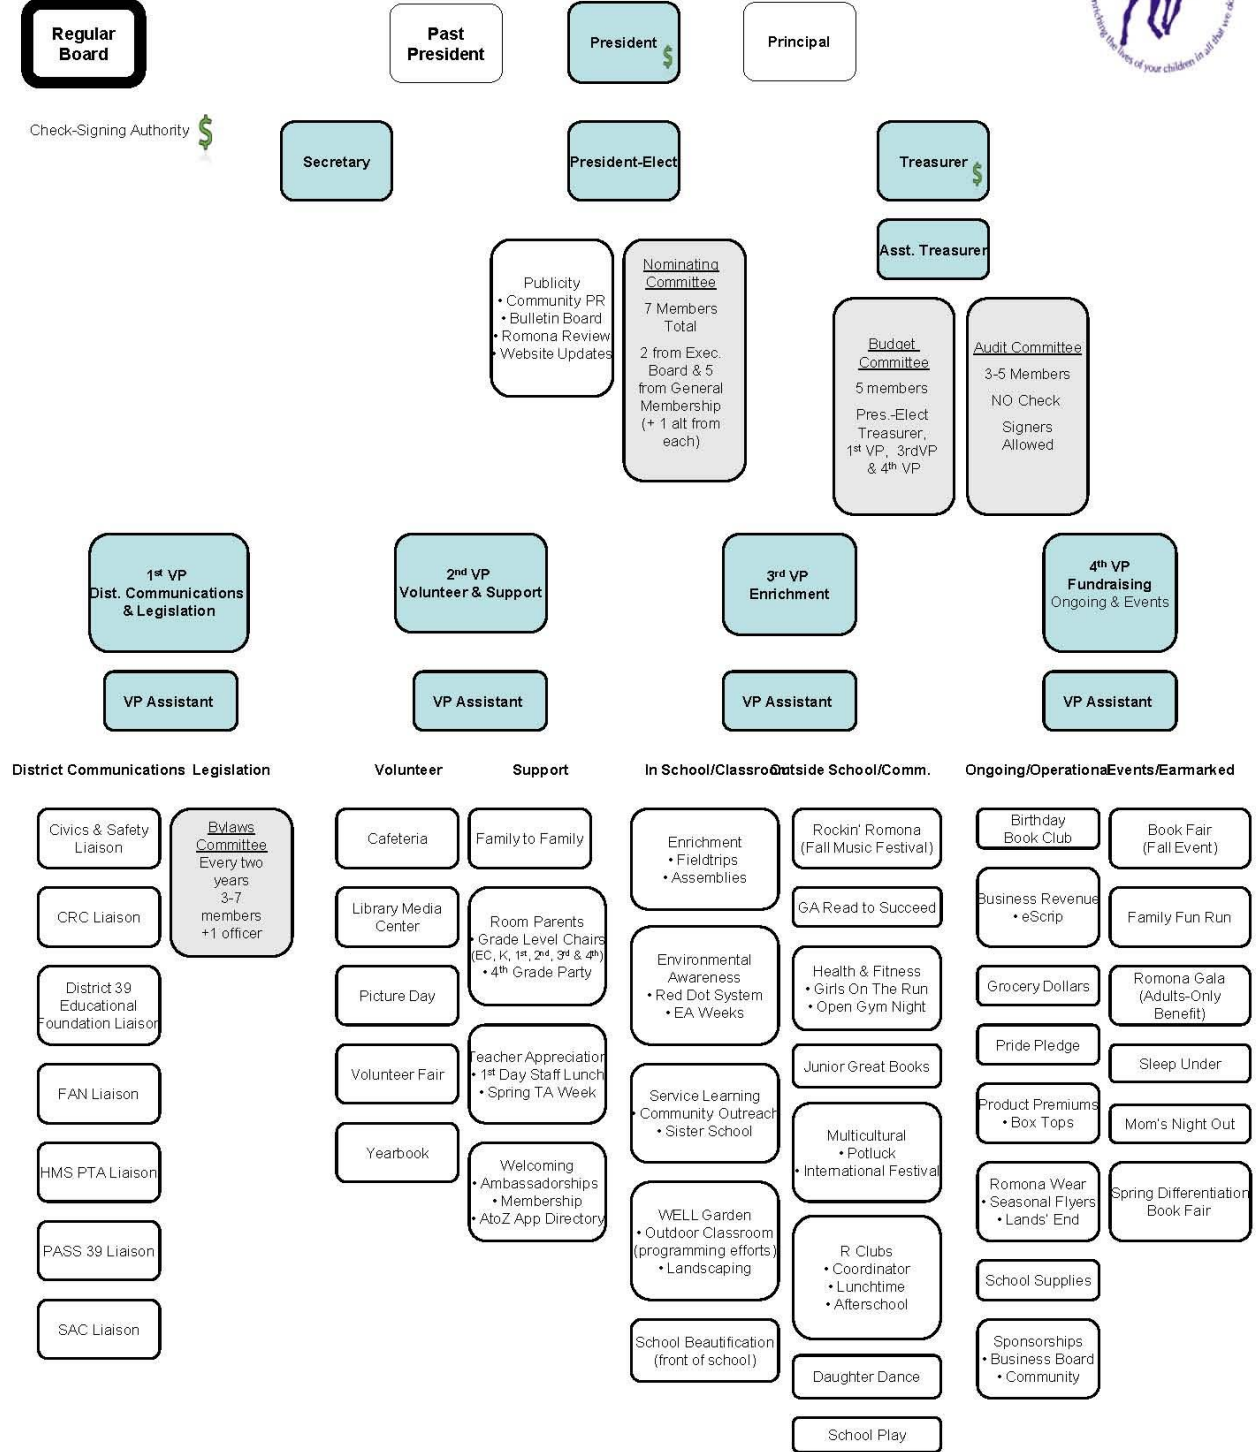 Regular
Board
Past
President
President
$
Principal
enriching the lives of your children in all that we do
Check-Signing Authority $
Secretary
President-Elect
Treasurer
$
Asst. Treasurer
Publicity
• Community PR
• Bulletin Board
• Romona Review
• Website Updates
Nominating
Committee
7 Members
Total
2 from Exec.
Board & 5
from General
Membership
(+ 1 alt from
each)
Budget
Committee
5 members
Pres.-Elect
Treasurer,
1st VP, 3rdVP
& 4th VP
Audit Committee
3-5 Members
NO Check
Signers
Allowed
1st VP
Dist. Communications
& Legislation
2nd VP
Volunteer & Support
3rd VP
Enrichment
4th VP
Fundraising
Ongoing & Events
VP Assistant
VP Assistant
VP Assistant
VP Assistant
District Communications
Legislation
Volunteer
Support
In School/Classroom
Outside School/Comm.
Ongoing/Operational
Events/Earmarked
Civics & Safety
Liaison
CRC Liaison
District 39
Educational
Foundation Liaison
FAN Liaison
HMS PTA Liaison
PASS 39 Liaison
SAC Liaison
Bylaws
Committee
Every two
years
3-7
members
+1 officer
Cafeteria
Library Media
Center
Picture Day
Volunteer Fair
Yearbook
Family to Family
Room Parents
• Grade Level Chairs
(EC, K, 1st, 2nd, 3rd & 4th)
• 4th Grade Party
Teacher Appreciation
• 1st Day Staff Lunch
• Spring TA Week
Welcoming
• Ambassadorships
• Membership
• AtoZ App Directory
Enrichment
• Fieldtrips
• Assemblies
Environmental
Awareness
• Red Dot System
• EA Weeks
Service Learning
• Community Outreach
• Sister School
WELL Garden
• Outdoor Classroom
(programming efforts)
• Landscaping
School Beautification
(front of school)
Rockin' Romona
(Fall Music Festival)
GA Read to Succeed
Health & Fitness
• Girls On The Run
• Open Gym Night
Junior Great Books
Multicultural
• Potluck
• International Festival
R Clubs
• Coordinator
• Lunchtime
• Afterschool
Daughter Dance
School Play
Birthday
Book Club
Business Revenue
• eScrip
Grocery Dollars
Pride Pledge
Product Premiums
• Box Tops
Romona Wear
• Seasonal Flyers
• Lands' End
School Supplies
Sponsorships
• Business Board
• Community
Book Fair
(Fall Event)
Family Fun Run
Romona Gala
(Adults-Only
Benefit)
Sleep Under
Mom's Night Out
Spring Differentiation
Book Fair